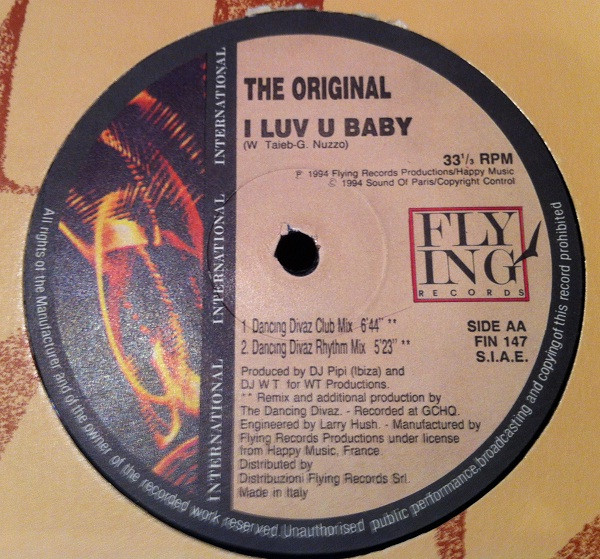 THE ORIGINAL
I LUV U BABY
(W Taieb-G. Nuzzo)
33 1/3 RPM
℗ 1994 Flying Records Productions/Happy Music
© 1994 Sound Of Paris/Copyright Control
INTERNATIONAL
INTERNATIONAL
INTERNATIONAL
FLY
ING
RECORDS
1. Dancing Divaz Club Mix 6'44" **
2. Dancing Divaz Rhythm Mix 5'23" **
SIDE AA
FIN 147
S.I.A.E.
Produced by DJ Pipi (Ibiza) and
DJ W T for WT Productions.
** Remix and additional production by
The Dancing Divaz. - Recorded at GCHQ.
Engineered by Larry Hush. - Manufactured by
Flying Records Productions under license
from Happy Music, France
Distributed by
Distribuzioni Flying Records Srl.
Made in Italy
All rights of the Manufacturer and of the owner of the recorded work reserved. Unauthorised public performance, broadcasting and copying of this record prohibited